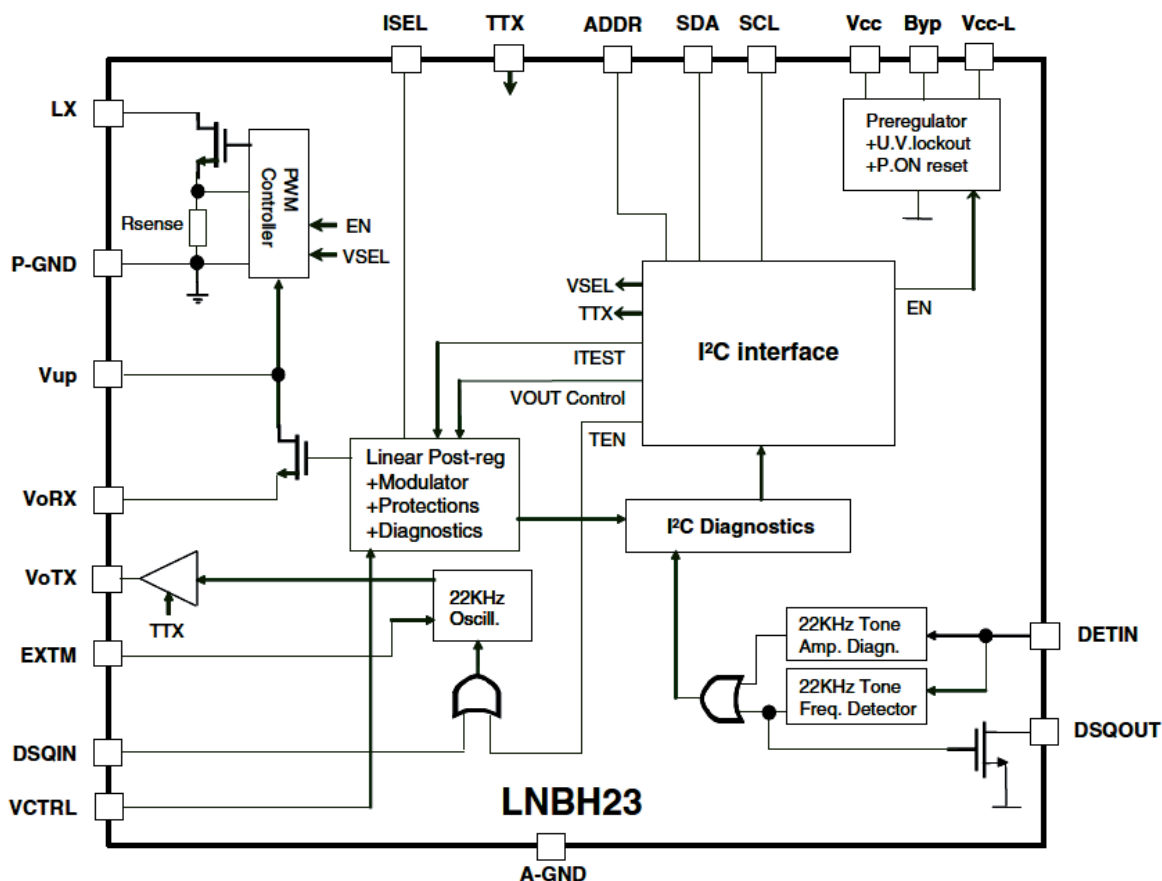 ISEL
TTX
ADDR
SDA
SCL
Vcc
Byp
Vcc-L
LX
Preregulator
+U.V.lockout
+P.ON reset
PWM
Controller
Rsense
EN
VSEL
P-GND
VSEL
TTX
EN
I²C interface
ITEST
Vup
VOUT Control
TEN
Linear Post-reg
+Modulator
+Protections
+Diagnostics
VoRX
I²C Diagnostics
VoTX
22KHz
Oscill.
TTX
22KHz Tone
Amp. Diagn.
DETIN
EXTM
22KHz Tone
Freq. Detector
DSQOUT
DSQIN
VCTRL
LNBH23
A-GND